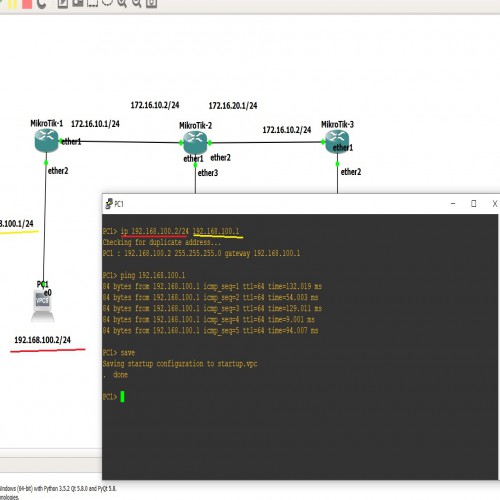 172.16.10.2/24
172.16.20.1/24
MikroTik-1
172.16.10.1/24
MikroTik-2
172.16.10.2/24
MikroTik-3
ether1
ether1
ether2
ether1
ether2
ether3
ether2
8.100.1/24
PC1
e0
VPCS
192.168.100.2/24
PC1
PC1> ip 192.168.100.2/24 192.168.100.1
Checking for duplicate address...
PC1 : 192.168.100.2 255.255.255.0 gateway 192.168.100.1
PC1> ping 192.168.100.1
84 bytes from 192.168.100.1 icmp_seq=1 ttl=64 time=132.819 ms
84 bytes from 192.168.100.1 icmp_seq=2 ttl=64 time=54.003 ms
84 bytes from 192.168.100.1 icmp_seq=3 ttl=64 time=129.011 ms
84 bytes from 192.168.100.1 icmp_seq=4 ttl=64 time=9.001 ms
84 bytes from 192.168.100.1 icmp_seq=5 ttl=64 time=94.007 ms
PC1> save
Saving startup configuration to startup.vpc
. done
PC1>
Windows (64-bit) with Python 3.5.2 Qt 5.8.0 and PyQt 5.8.
nologies.